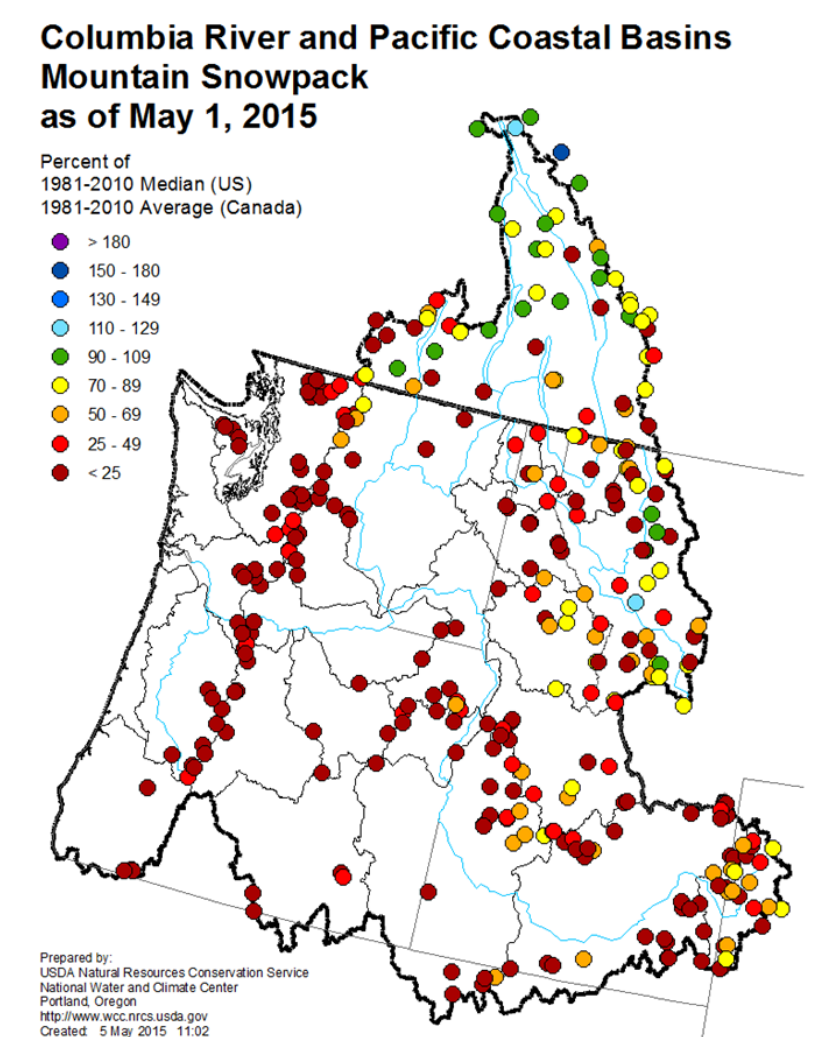 Columbia River and Pacific Coastal Basins
Mountain Snowpack
as of May 1, 2015
Percent of
1981-2010 Median (US)
1981-2010 Average (Canada)
> 180
150 - 180
130 - 149
110 - 129
90 - 109
70 - 89
50 - 69
25 - 49
< 25
Prepared by:
USDA Natural Resources Conservation Service
National Water and Climate Center
Portland, Oregon
http://www.wcc.nrcs.usda.gov
Created: 5 May 2015 11:02